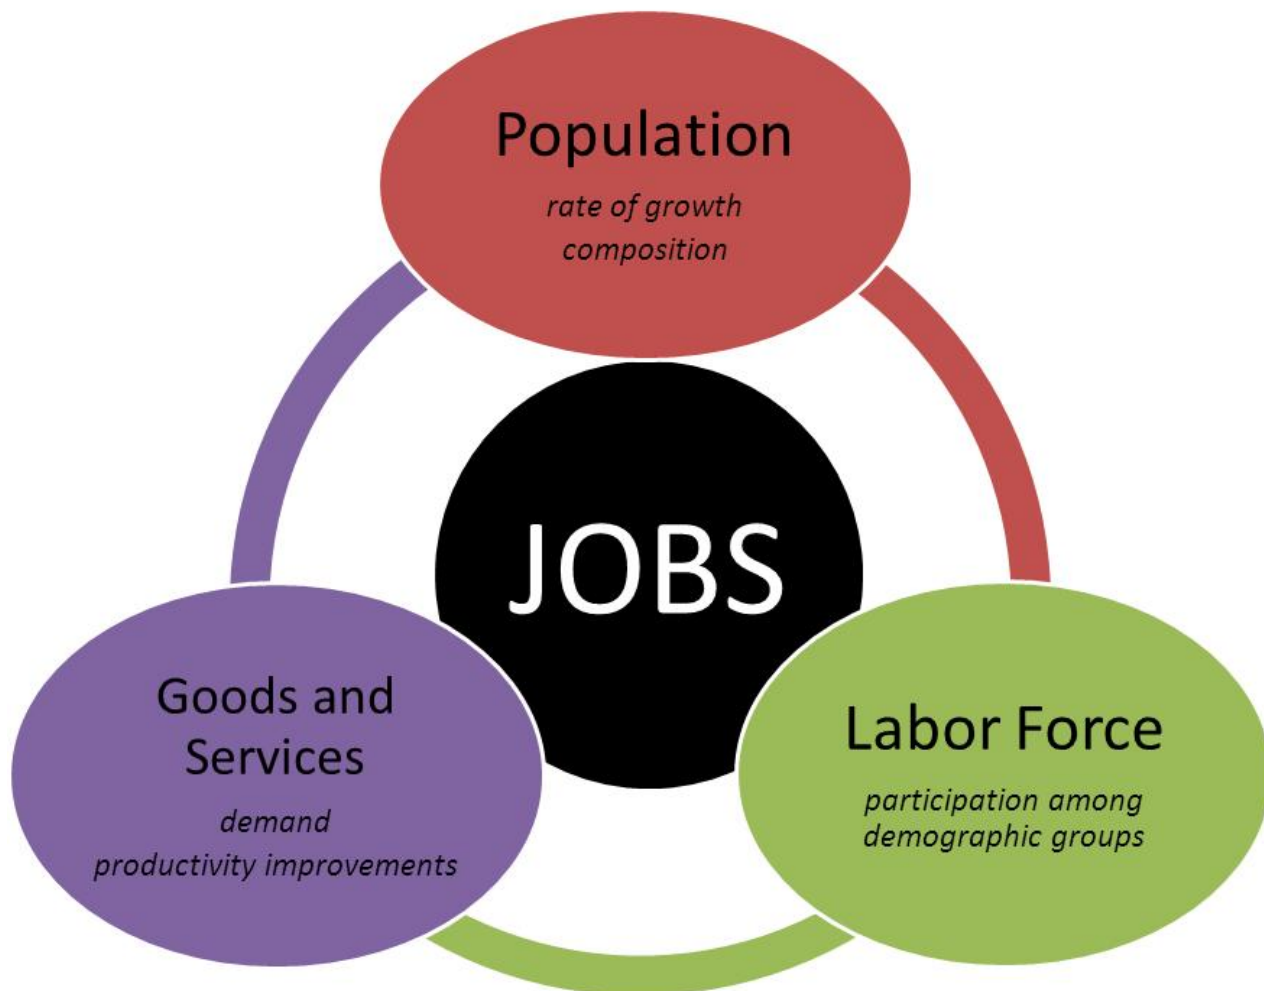 Population
rate of growth
composition
JOBS
Goods and
Services
demand
productivity improvements
Labor Force
participation among
demographic groups